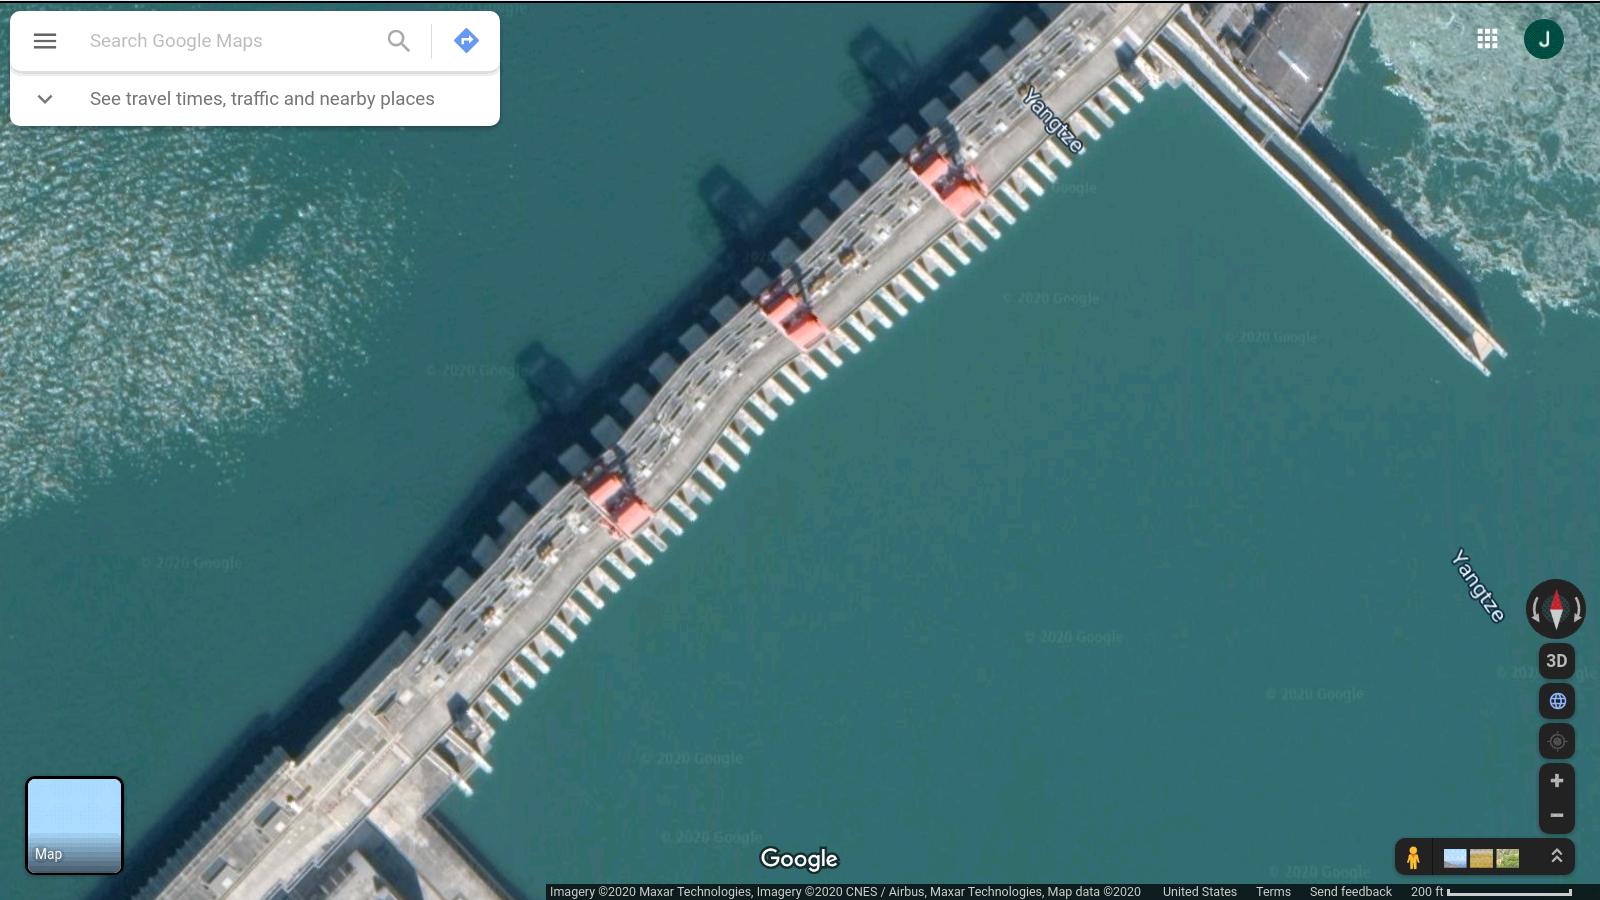 Search Google Maps
J
See travel times, traffic and nearby places
Yangtze
Google
© 2020 Google
© 2020 Google
© 2020 Google
© 2020 Google
Yangtze
© 2020 Google
3D
© 2020 Google
© 2020 Google
© 2020 Google
Map
Google
© 2020 Google
Imagery ©2020 Maxar Technologies, Imagery ©2020 CNES / Airbus, Maxar Technologies, Map data ©2020 United States Terms Send feedback 200 ft